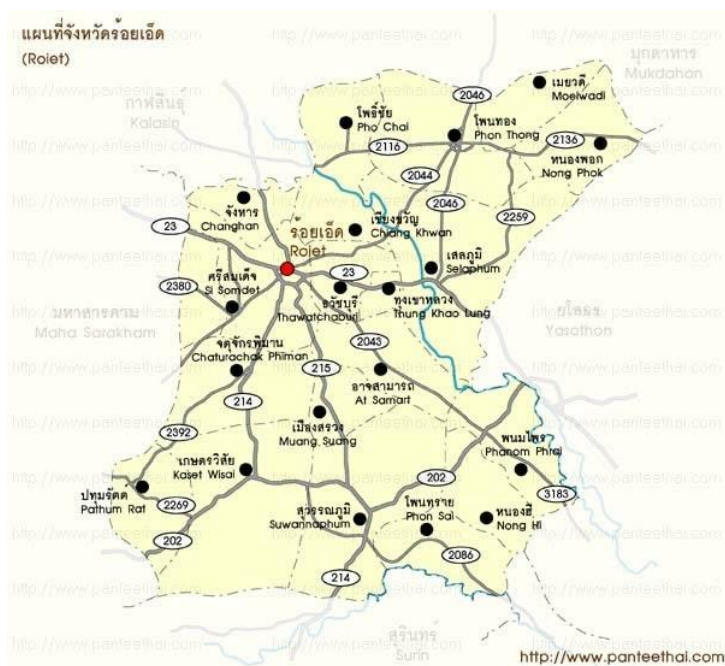 แผนที่จังหวัดร้อยเอ็ด
(Roiet)
http://www.panteethai.com
มุกดาหาร
Mukdahan
กาฬสินธุ์
Kalasin
เมยวดี
Moeiwadi
2046
โพธิ์ชัย
Pho Chai
โพนทอง
Phon Thong
2136
2116
หนองพอก
Nong Phok
2044
2046
2259
จังหาร
Changhan
23
ร้อยเอ็ด
Roiet
เชียงขวัญ
Chiang Khwan
เสลภูมิ
Selaphum
23
2380
ศรีสมเด็จ
Si Somdet
ธวัชบุรี
Thawatchaburi
ทุ่งเขาหลวง
Thung Khao Lung
มหาสารคาม
Maha Sarakham
ยโสธร
Yasothon
จตุจักรพิมาน
Chaturachak Phiman
2043
215
อาจสามารถ
At Samart
214
เมืองสรวง
Muang Suang
2392
พนมไพร
Phanom Phrai
เกษตรวิสัย
Kaset Wisai
202
3183
ปทุมรัตต
Pathum Rat
2269
สุวรรณภูมิ
Suwannaphum
โพนทราย
Phon Sai
หนองฮี
Nong Hi
202
2086
214
สุรินทร์
Surin
http://www.panteethai.com